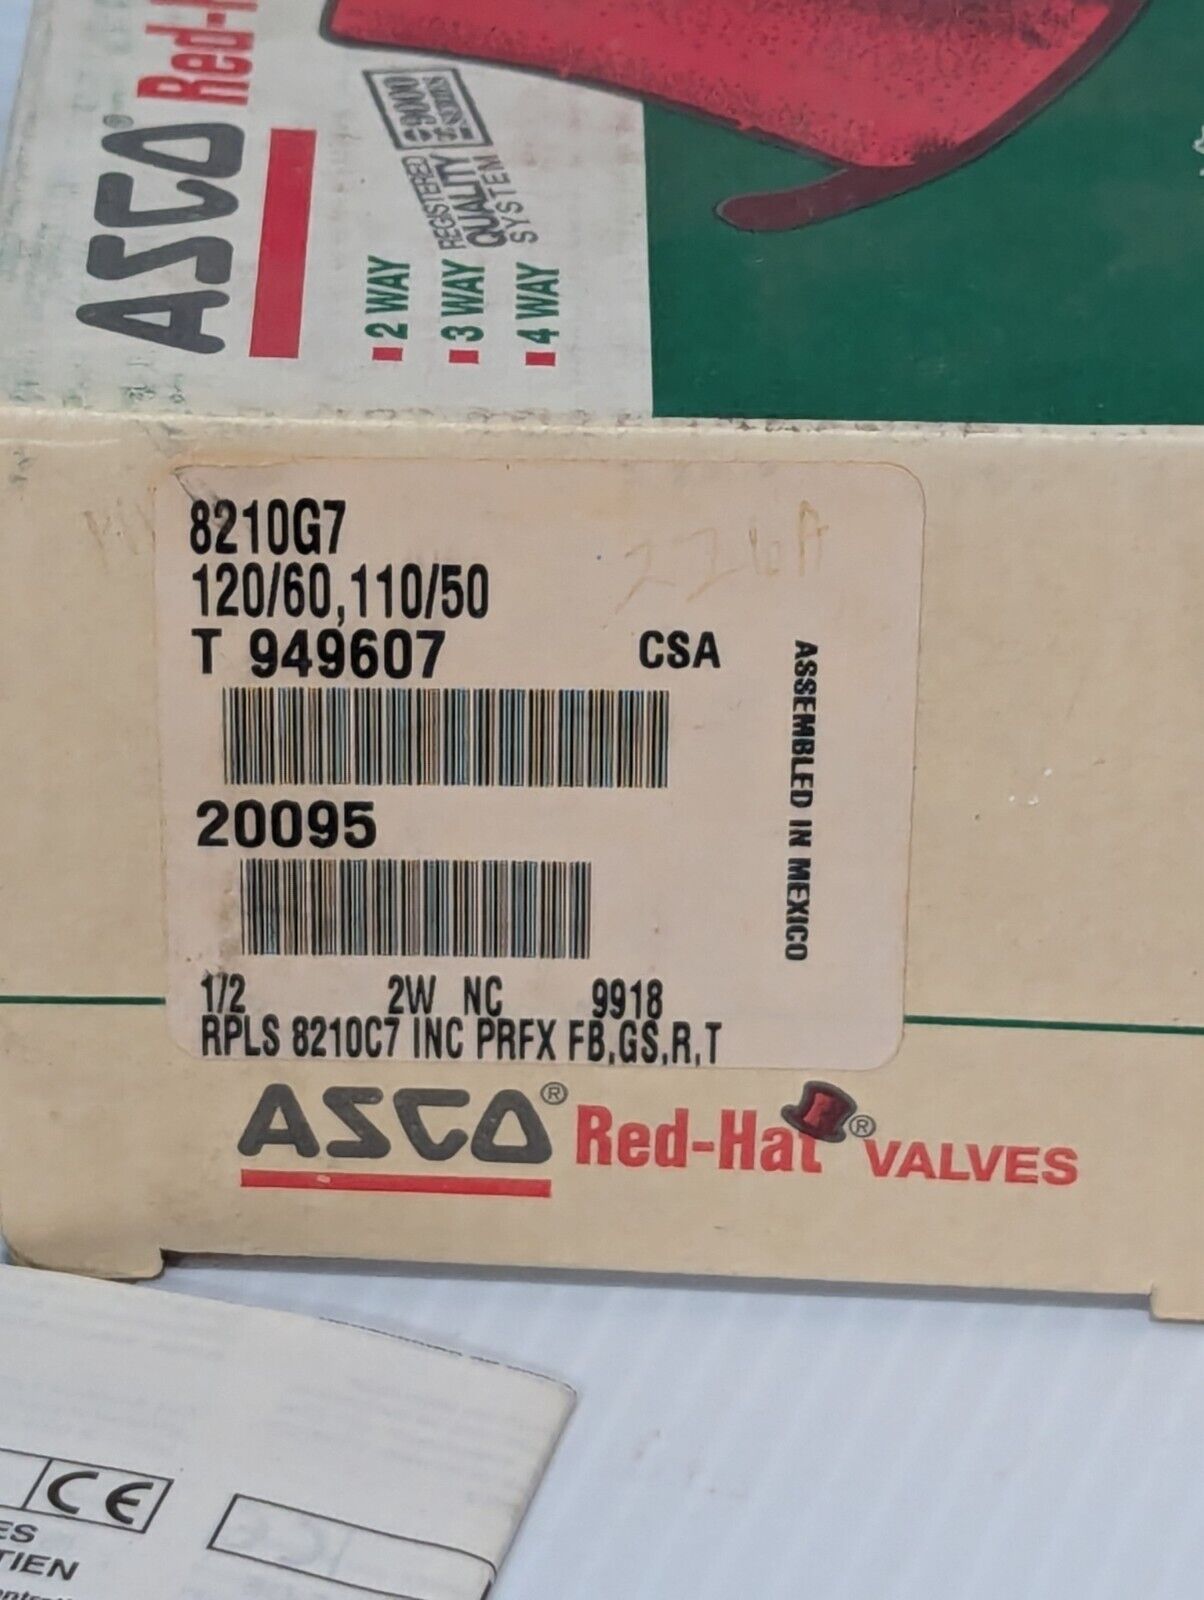 ASCO®
Red-
REGISTERED
QUALITY
SYSTEM
9000
SERIES
2 WAY
3 WAY
4 WAY
8210G7
120/60,110/50
T 949607 CSA
20095
1/2 2W NC 9918
RPLS 8210C7 INC PRFX FB,GS,R,T
ASSEMBLED IN MEXICO
ASCO® Red-Hat® VALVES
CE
ES
TIEN